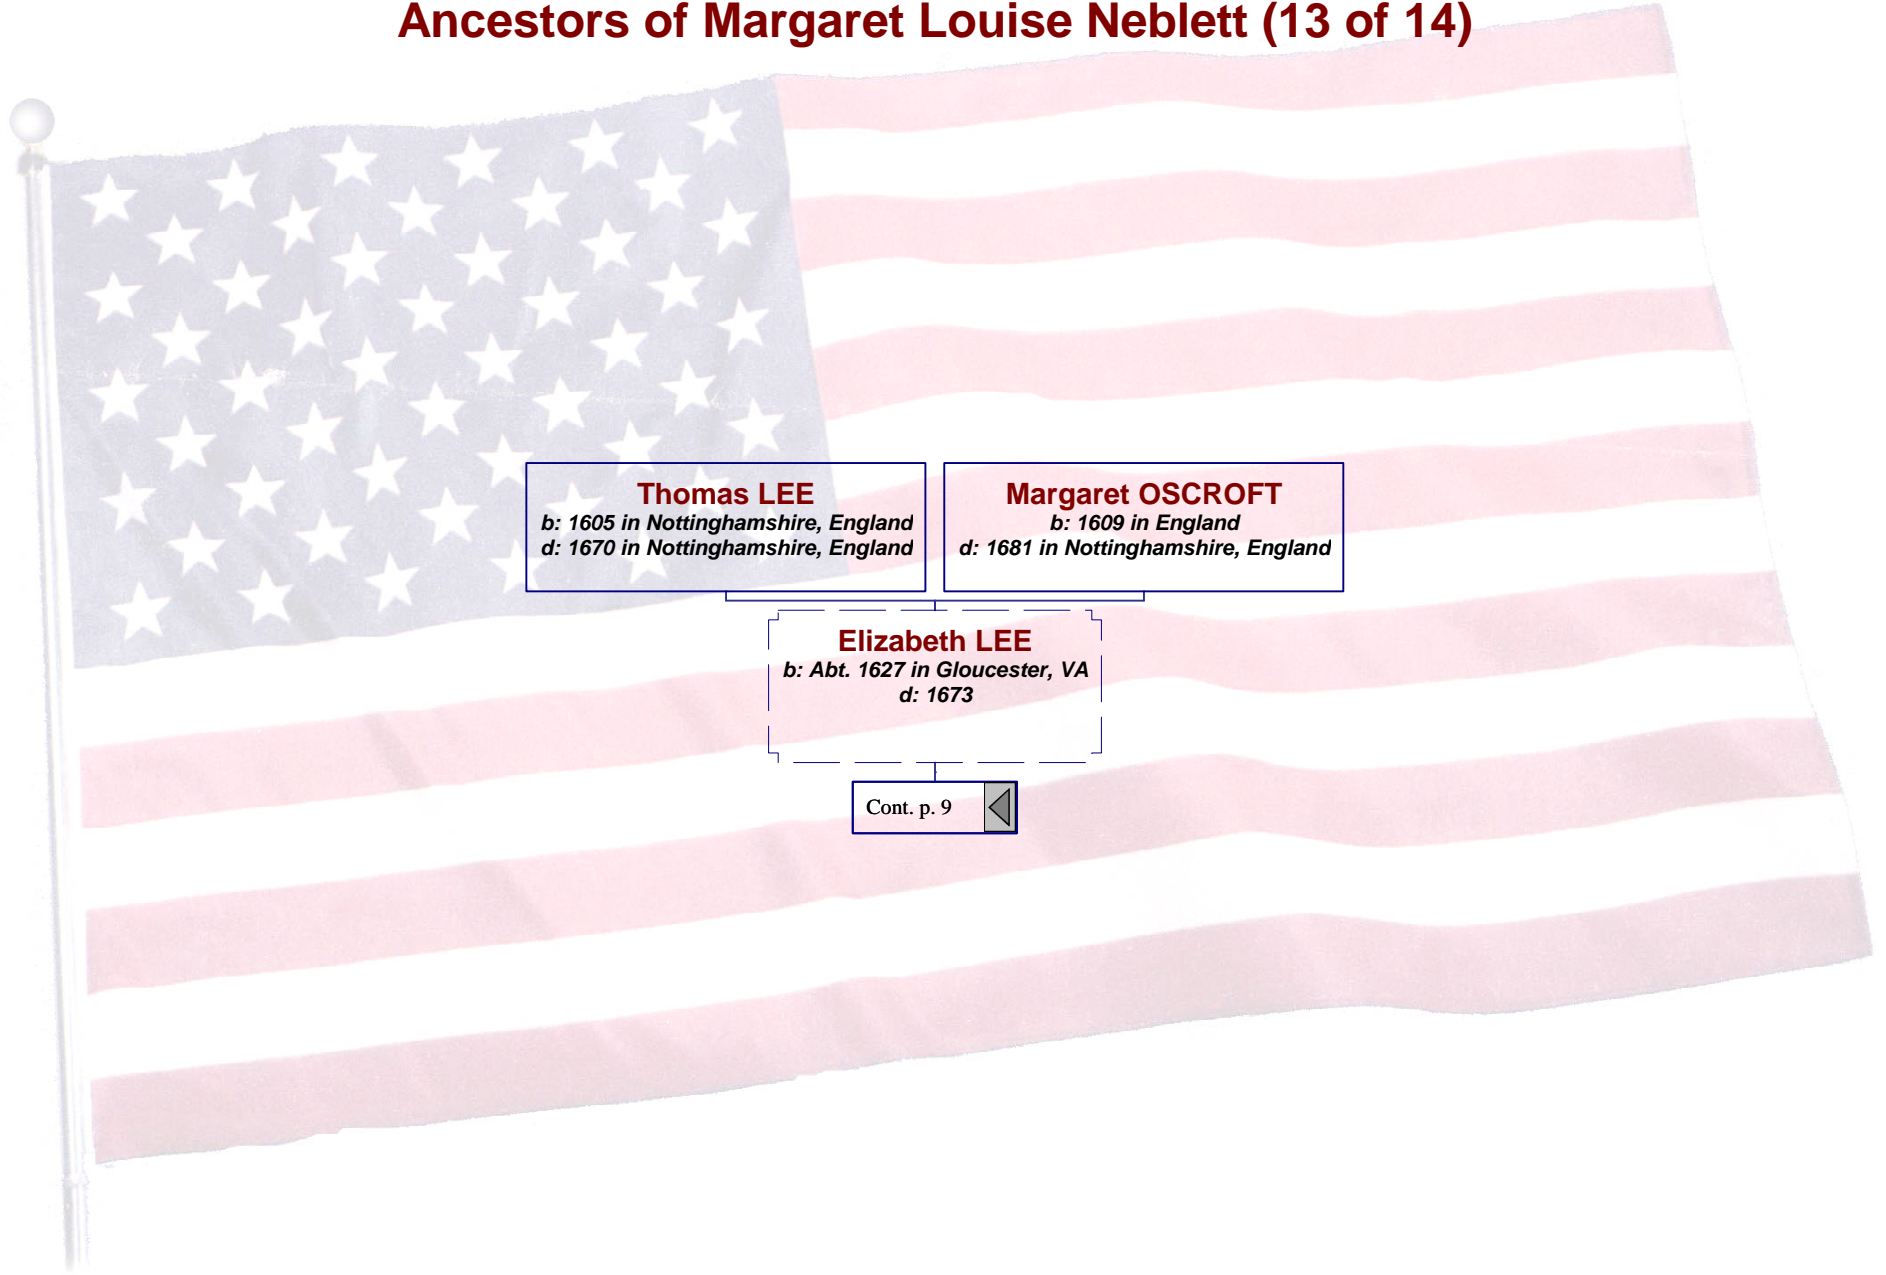 Ancestors of Margaret Louise Neblett (13 of 14)
Thomas LEE
b: 1605 in Nottinghamshire, England
d: 1670 in Nottinghamshire, England
Margaret OSCROFT
b: 1609 in England
d: 1681 in Nottinghamshire, England
Elizabeth LEE
b: Abt. 1627 in Gloucester, VA
d: 1673
Cont. p. 9